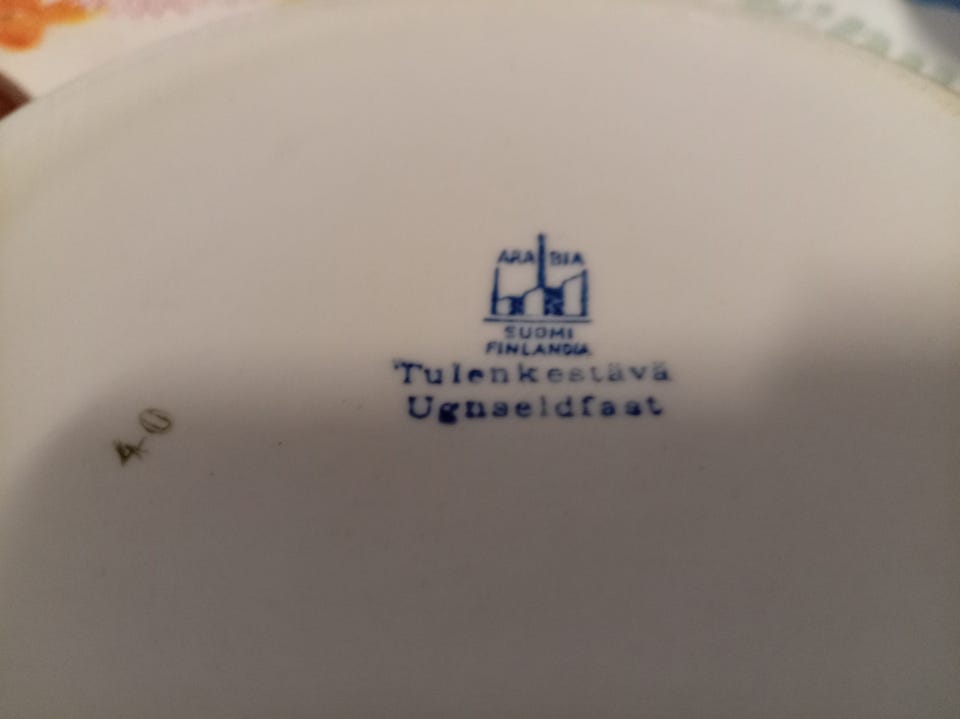 ARABIA
SUOMI
FINLANDIA
Tulenkestävä
Ugnseldfast
40